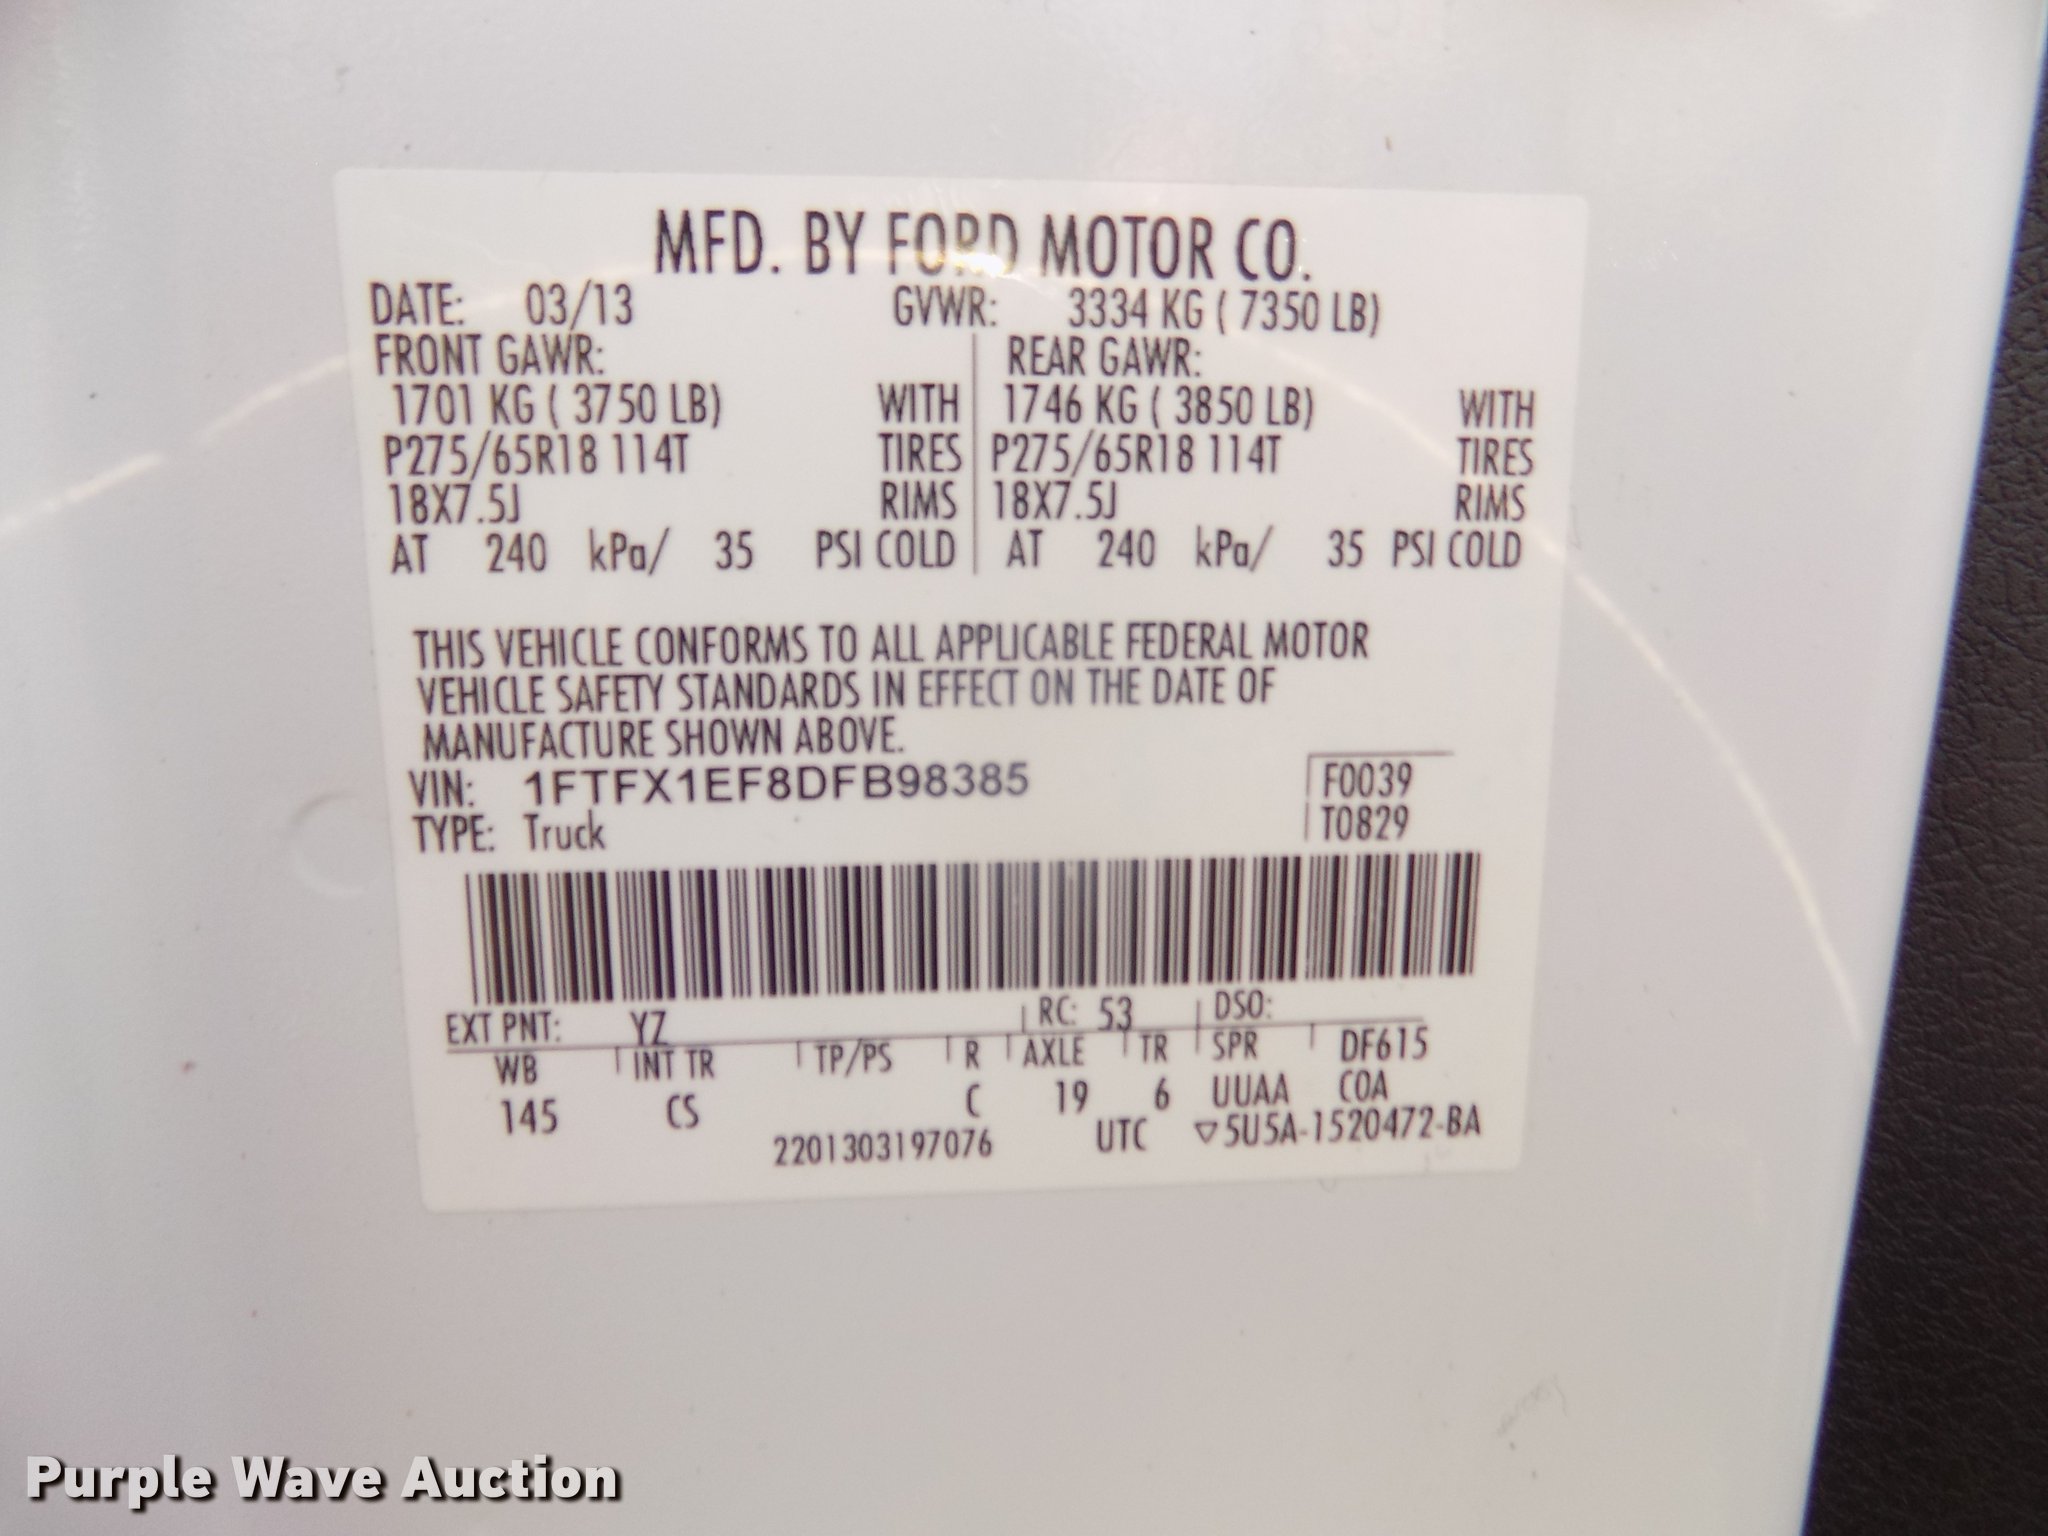 MFD. BY FORD MOTOR CO.
DATE: 03/13 GVWR: 3334 KG ( 7350 LB)
FRONT GAWR: REAR GAWR:
1701 KG ( 3750 LB) WITH 1746 KG ( 3850 LB) WITH
P275/65R18 114T TIRES P275/65R18 114T TIRES
18X7.5J RIMS 18X7.5J RIMS
AT 240 kPa/ 35 PSI COLD AT 240 kPa/ 35 PSI COLD
THIS VEHICLE CONFORMS TO ALL APPLICABLE FEDERAL MOTOR
VEHICLE SAFETY STANDARDS IN EFFECT ON THE DATE OF
MANUFACTURE SHOWN ABOVE.
VIN: 1FTFX1EF8DFB98385 F0039
TYPE: Truck T0829
EXT PNT: YZ RC: 53 DSO:
WB INT TR TP/PS R AXLE TR SPR DF615
145 CS C 19 6 UUAA COA
2201303197076 UTC ▽5U5A-1520472-BA
Purple Wave Auction